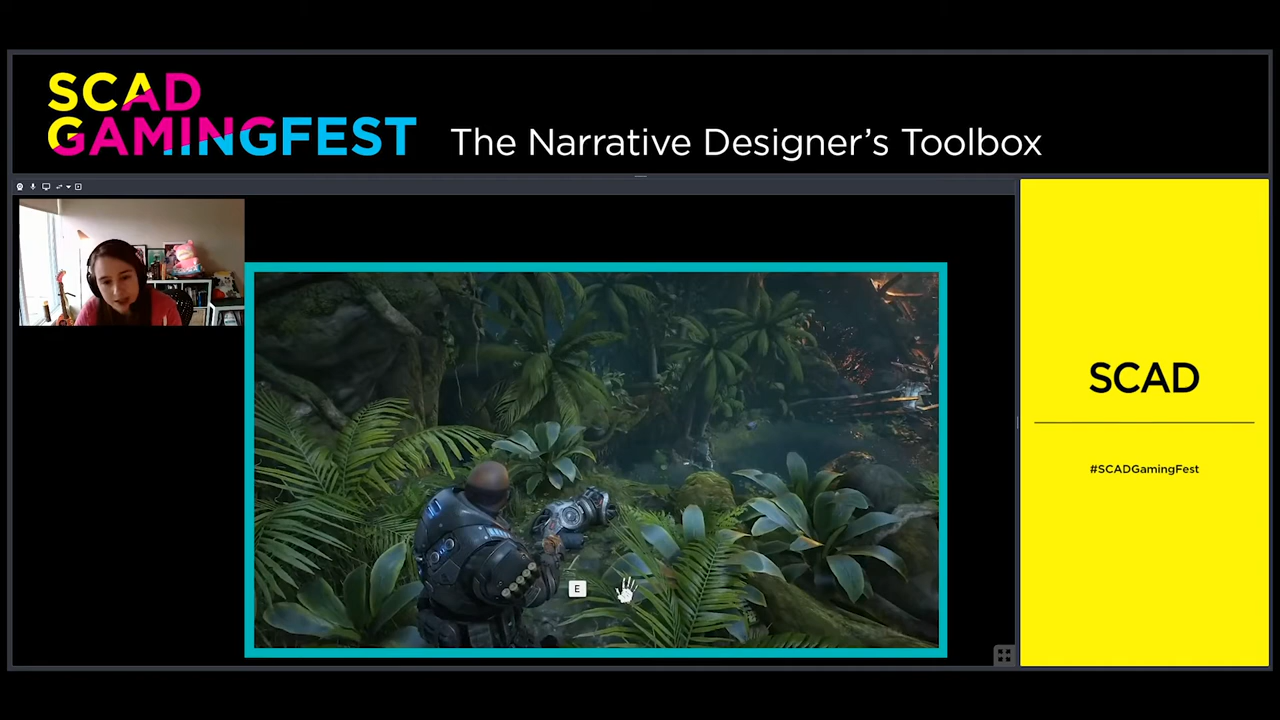 SCAD
GAMINGFEST
The Narrative Designer's Toolbox
SCAD
#SCADGamingFest
E